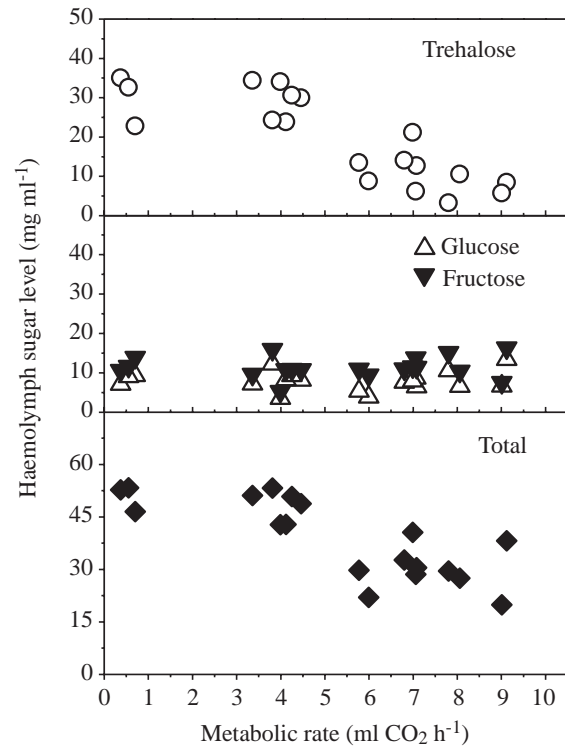 50
Trehalose
40
30
20
10
0
Glucose
40
Fructose
30
20
10
0
Total
60
45
30
15
0
0 1 2 3 4 5 6 7 8 9 10
Haemolymph sugar level (mg ml⁻¹)
Metabolic rate (ml CO₂ h⁻¹)